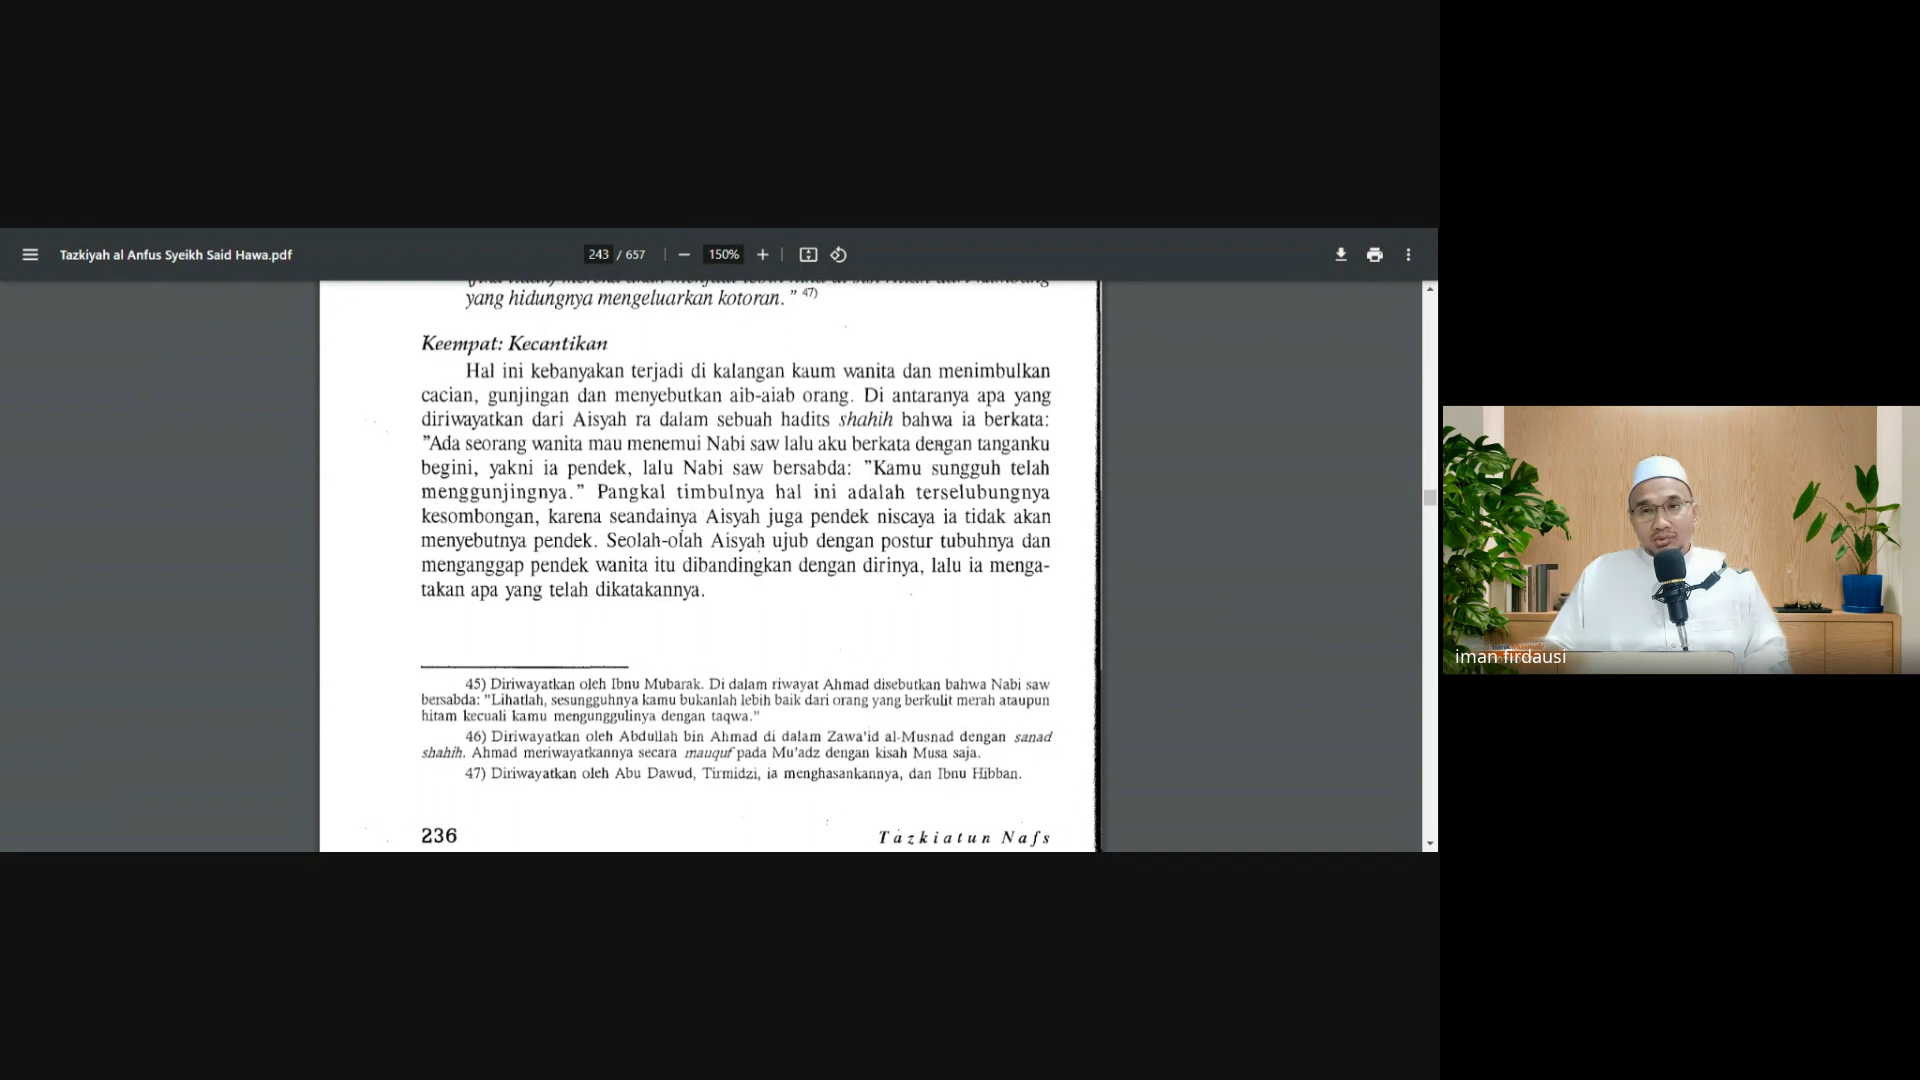 Tazkiyah al Anfus Syeikh Said Hawa.pdf
243 / 657
150%
yang hidungnya mengeluarkan kotoran." 47)
Keempat: Kecantikan
Hal ini kebanyakan terjadi di kalangan kaum wanita dan menimbulkan
cacian, gunjingan dan menyebutkan aib-aiab orang. Di antaranya apa yang
diriwayatkan dari Aisyah ra dalam sebuah hadits shahih bahwa ia berkata:
"Ada seorang wanita mau menemui Nabi saw lalu aku berkata dengan tanganku
begini, yakni ia pendek, lalu Nabi saw bersabda: "Kamu sungguh telah
menggunjingnya." Pangkal timbulnya hal ini adalah terselubungnya
kesombongan, karena seandainya Aisyah juga pendek niscaya ia tidak akan
menyebutnya pendek. Seolah-olah Aisyah ujub dengan postur tubuhnya dan
menganggap pendek wanita itu dibandingkan dengan dirinya, lalu ia menga-
takan apa yang telah dikatakannya.
45) Diriwayatkan oleh Ibnu Mubarak. Di dalam riwayat Ahmad disebutkan bahwa Nabi saw
bersabda: "Lihatlah, sesungguhnya kamu bukanlah lebih baik dari orang yang berkulit merah ataupun
hitam kecuali kamu mengunggulinya dengan taqwa."
46) Diriwayatkan oleh Abdullah bin Ahmad di dalam Zawa'id al-Musnad dengan sanad
shahih. Ahmad meriwayatkannya secara mauquf pada Mu'adz dengan kisah Musa saja.
47) Diriwayatkan oleh Abu Dawud, Tirmidzi, ia menghasankannya, dan Ibnu Hibban.
236
Tazkiatun Nafs
iman firdausi